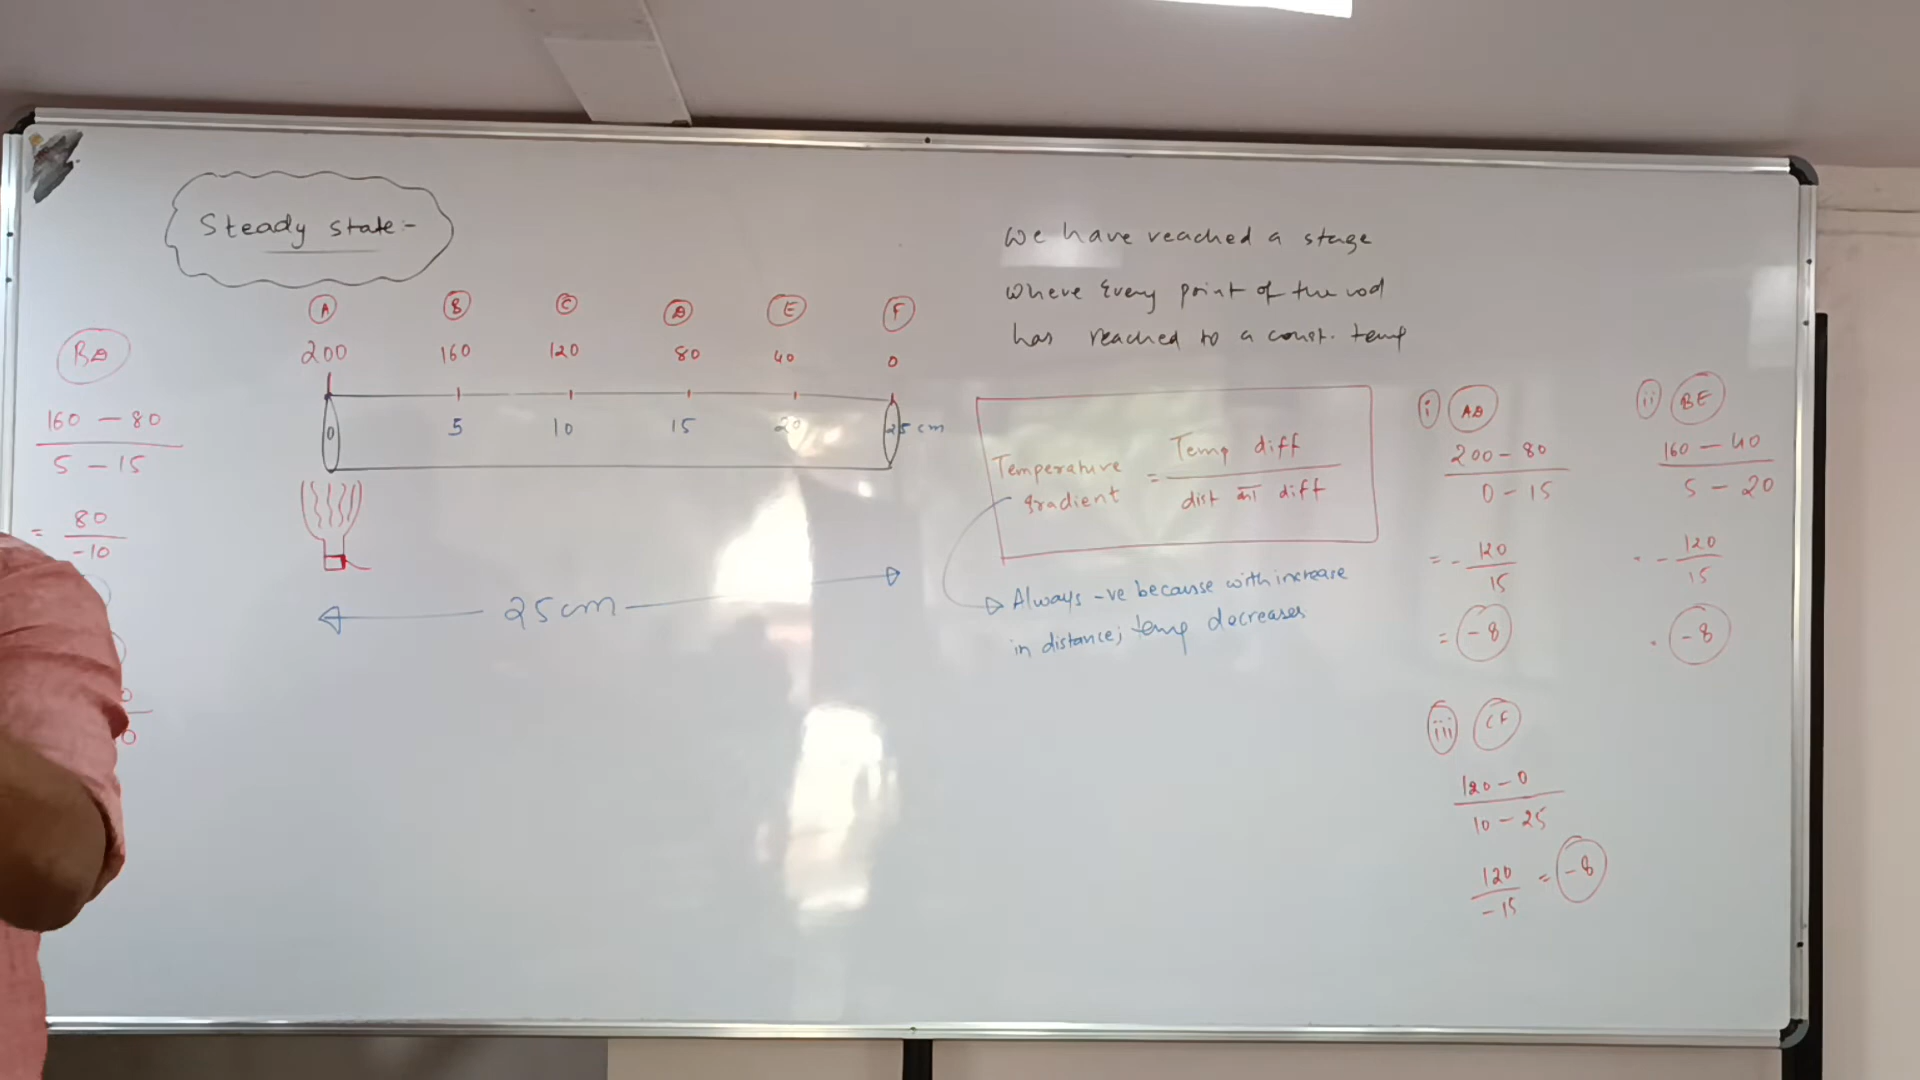 Steady state:-
A B C D E F
200 160 120 80 40 0
0 5 10 15 20 25 cm
25 cm
BD
160 - 80
5 - 15
= 80
-10
We have reached a stage
where Every point of the rod
has reached to a const. temp
Temperature gradient = Temp diff
dist diff
Always -ve because with increase
in distance; temp decreases
i AD
200 - 80
0 - 15
= - 120
15
= -8
ii BE
160 - 40
5 - 20
- 120
15
-8
iii CF
120 - 0
10 - 25
120 = -8
-15